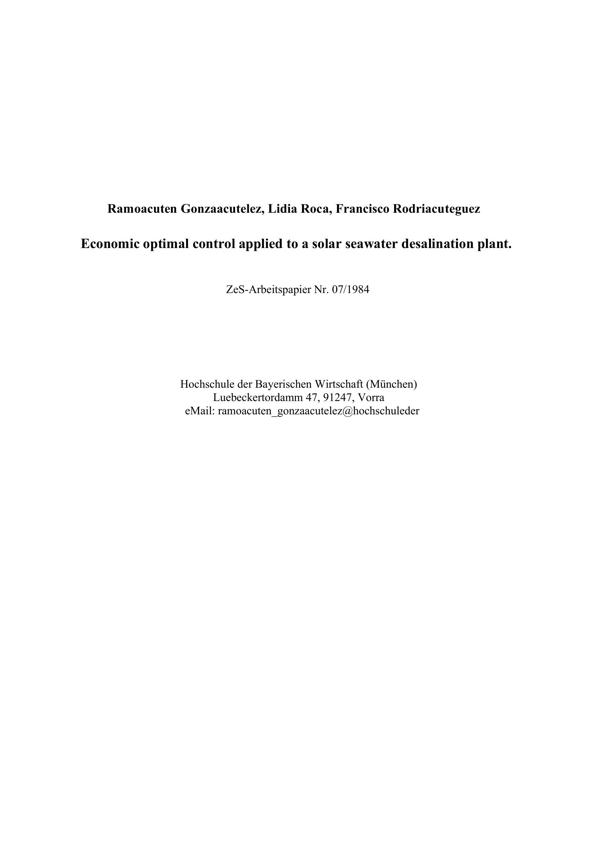 Ramoacuten Gonzaacutelez, Lidia Roca, Francisco Rodriacuteguez
Economic optimal control applied to a solar seawater desalination plant.
ZeS-Arbeitspapier Nr. 07/1984
Hochschule der Bayerischen Wirtschaft (München)
Luebeckertordamm 47, 91247, Vorra
eMail: ramoacuten_gonzaacutelez@hochschuleder